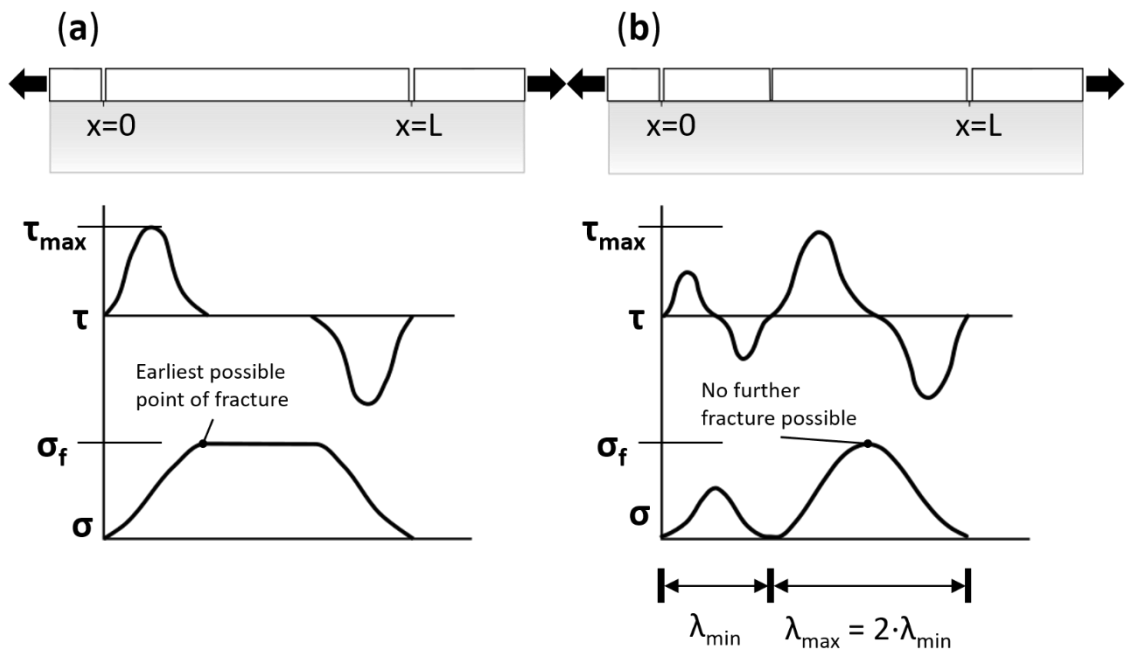 (a)
x=0
x=L
τmax
τ
Earliest possible
point of fracture
σf
σ
(b)
x=0
x=L
τmax
τ
No further
fracture possible
σf
σ
λmin
λmax = 2·λmin